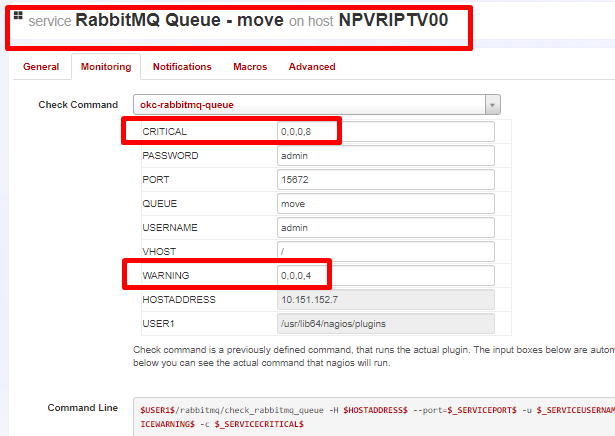 service RabbitMQ Queue - move on host NPVRIPTV00
General Monitoring Notifications Macros Advanced
Check Command okc-rabbitmq-queue
CRITICAL 0,0,0,8
PASSWORD admin
PORT 15672
QUEUE move
USERNAME admin
VHOST /
WARNING 0,0,0,4
HOSTADDRESS 10.151.152.7
USER1 /usr/lib64/nagios/plugins
Check command is a previously defined command, that runs the actual plugin. The input boxes below are autom
below you can see the actual command that nagios will run.
Command Line $USER1$/rabbitmq/check_rabbitmq_queue -H $HOSTADDRESS$ --port=$_SERVICEPORT$ -u $_SERVICEUSERNAM
ICEWARNING$ -c $_SERVICECRITICAL$